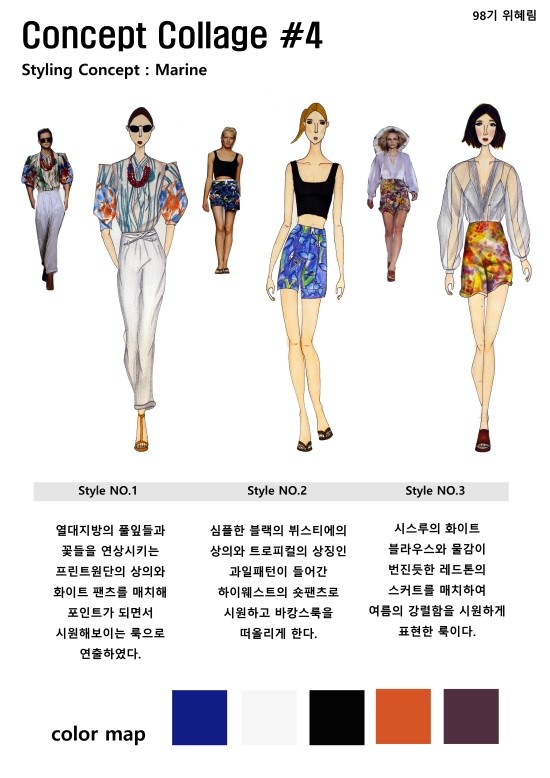 98기 위혜림
Concept Collage #4
Styling Concept : Marine
Style NO.1
Style NO.2
Style NO.3
열대지방의 풀잎들과
꽃들을 연상시키는
프린트원단의 상의와
화이트 팬츠를 매치해
포인트가 되면서
시원해보이는 룩으로
연출하였다.
심플한 블랙의 뷔스티에의
상의와 트로피컬의 상징인
과일패턴이 들어간
하이웨스트의 숏팬츠로
시원하고 바캉스룩을
떠올리게 한다.
시스루의 화이트
블라우스와 물감이
번진듯한 레드톤의
스커트를 매치하여
여름의 강렬함을 시원하게
표현한 룩이다.
color map